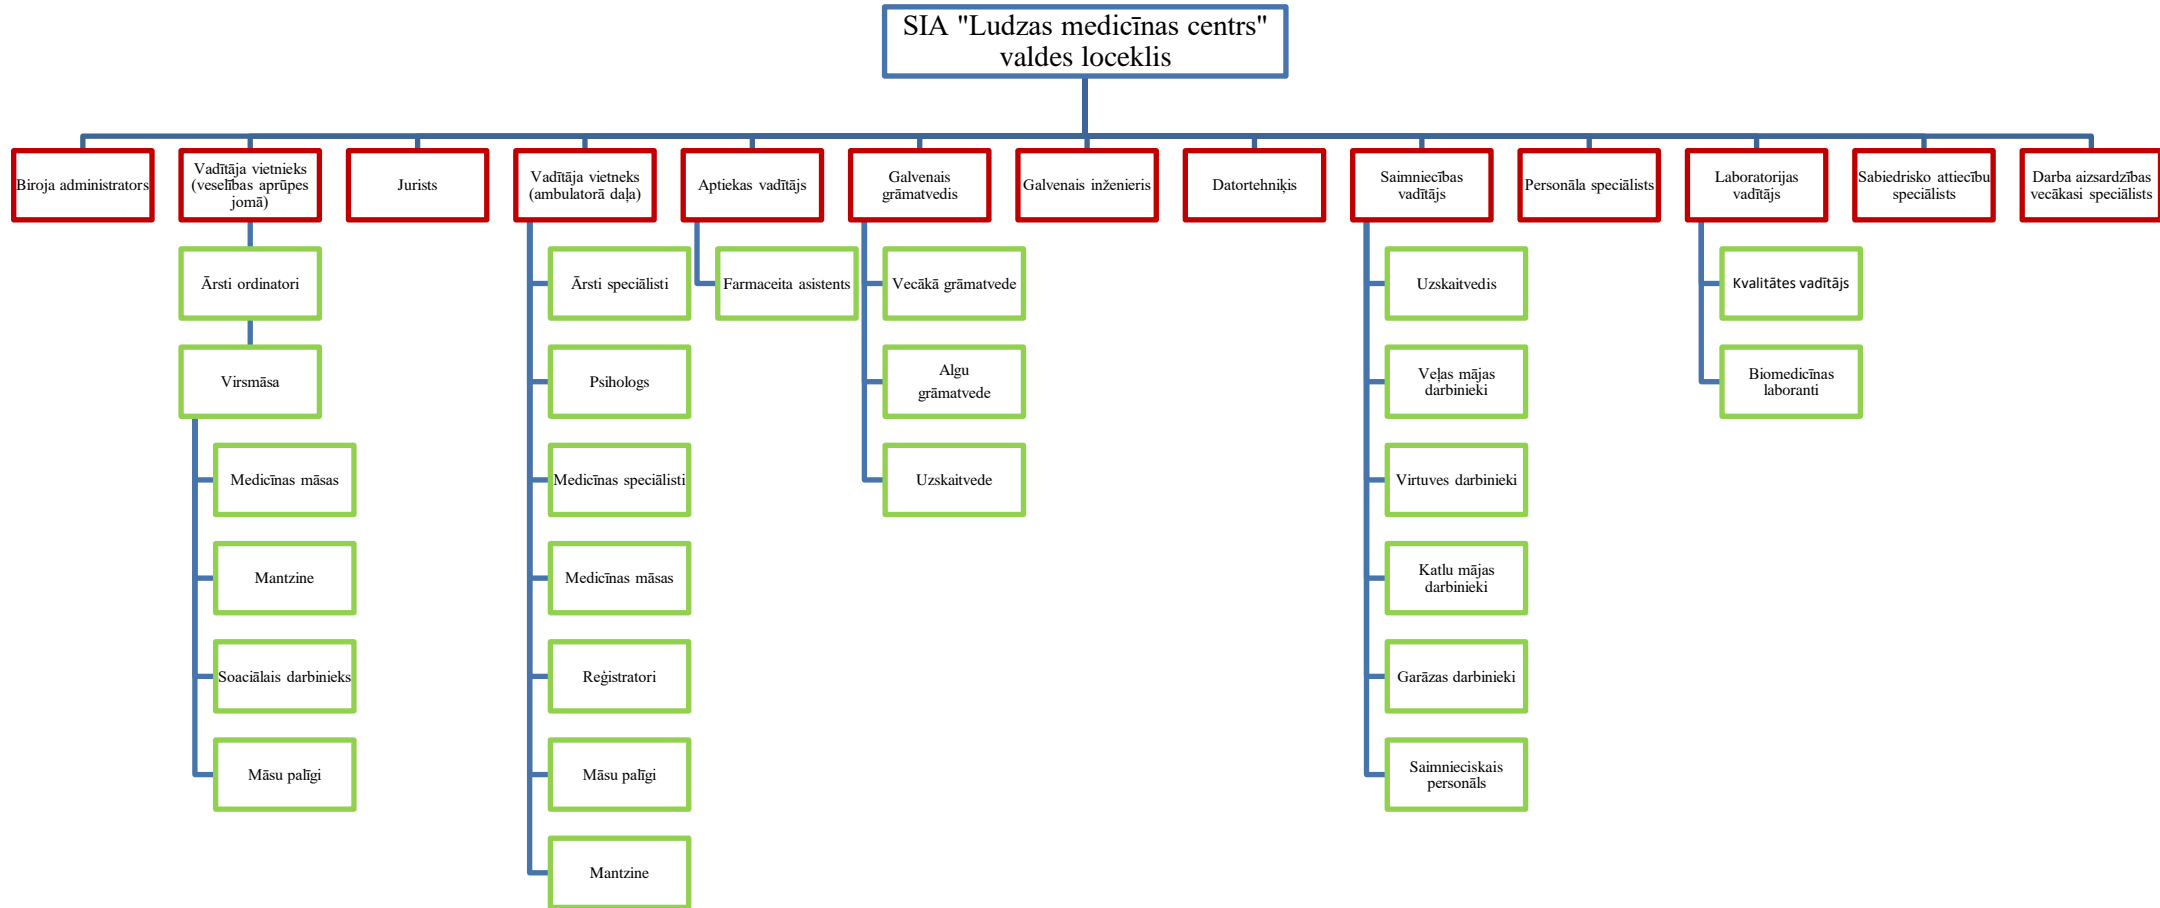 SIA "Ludzas medicīnas centrs"
valdes loceklis
Biroja administrators
Vadītāja vietnieks
(veselības aprūpes
jomā)
Jurists
Vadītāja vietneks
(ambulatorā daļa)
Aptiekas vadītājs
Galvenais
grāmatvedis
Galvenais inženieris
Datortehniķis
Saimniecības
vadītājs
Personāla speciālists
Laboratorijas
vadītājs
Sabiedrisko attiecību
speciālists
Darba aizsardzības
vecākasi speciālists
Ārsti ordinatori
Virsmāsa
Medicīnas māsas
Mantzine
Soaciālais darbinieks
Māsu palīgi
Ārsti speciālisti
Psihologs
Medicīnas speciālisti
Medicīnas māsas
Reģistratori
Māsu palīgi
Mantzine
Farmaceita asistents
Vecākā grāmatvede
Algu
grāmatvede
Uzskaitvede
Uzskaitvedis
Veļas mājas
darbinieki
Virtuves darbinieki
Katlu mājas
darbinieki
Garāzas darbinieki
Saimnieciskais
personāls
Kvalitātes vadītājs
Biomedicīnas
laboranti